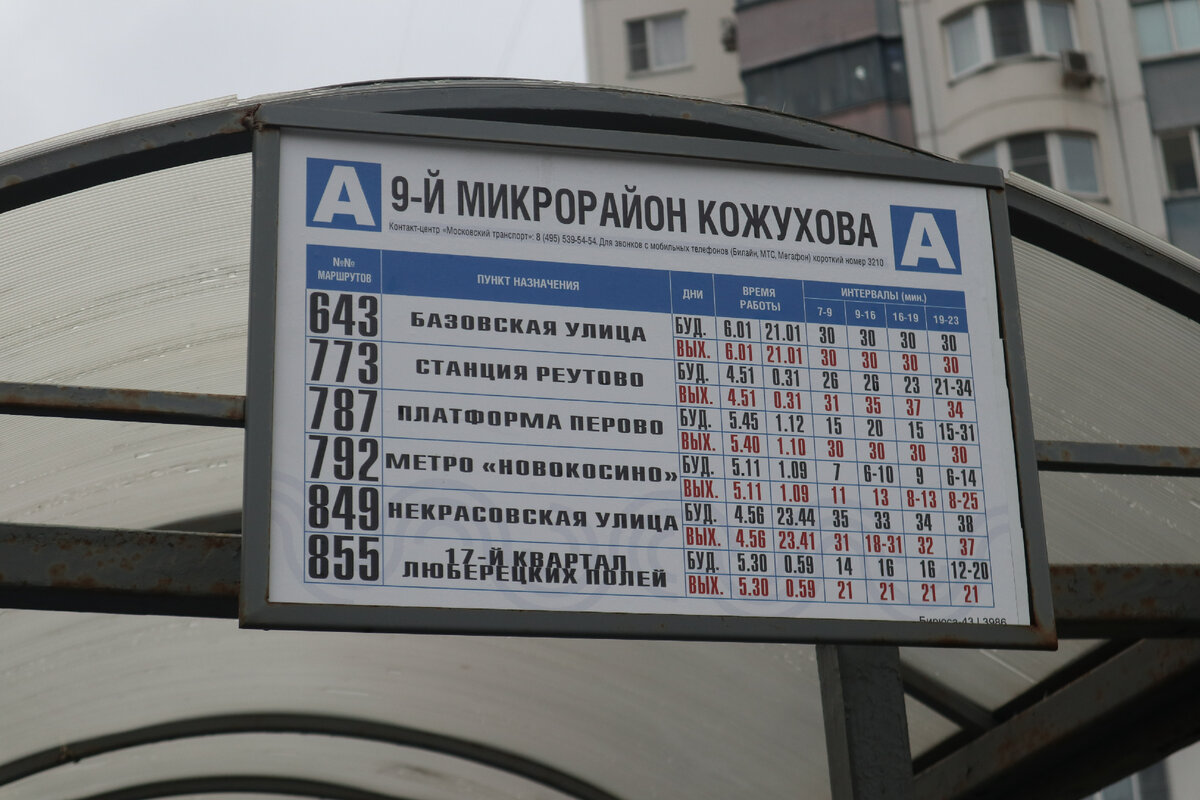 А 9-Й МИКРОРАЙОН КОЖУХОВА А
Контакт-центр «Московский транспорт»: 8 (495) 539-54-54. Для звонков с мобильных телефонов (Билайн, МТС, Мегафон) короткий номер 3210
№№ МАРШРУТОВ ПУНКТ НАЗНАЧЕНИЯ ДНИ ВРЕМЯ РАБОТЫ ИНТЕРВАЛЫ (мин.)
7-9 9-16 16-19 19-23
643 БАЗОВСКАЯ УЛИЦА БУД. 6.01 21.01 30 30 30 30
ВЫХ. 6.01 21.01 30 30 30 30
773 СТАНЦИЯ РЕУТОВО БУД. 4.51 0.31 26 26 23 21-34
ВЫХ. 4.51 0.31 31 35 37 34
787 ПЛАТФОРМА ПЕРОВО БУД. 5.45 1.12 15 20 15 15-31
ВЫХ. 5.40 1.10 30 30 30 30
792 МЕТРО «НОВОКОСИНО» БУД. 5.11 1.09 7 6-10 9 6-14
ВЫХ. 5.11 1.09 11 13 8-13 8-25
849 НЕКРАСОВСКАЯ УЛИЦА БУД. 4.56 23.44 35 33 34 38
ВЫХ. 4.56 23.41 31 18-31 32 37
855 17-Й КВАРТАЛ ЛЮБЕРЕЦКИХ ПОЛЕЙ БУД. 5.30 0.59 14 16 16 12-20
ВЫХ. 5.30 0.59 21 21 21 21
Бирюса-43 | 3986